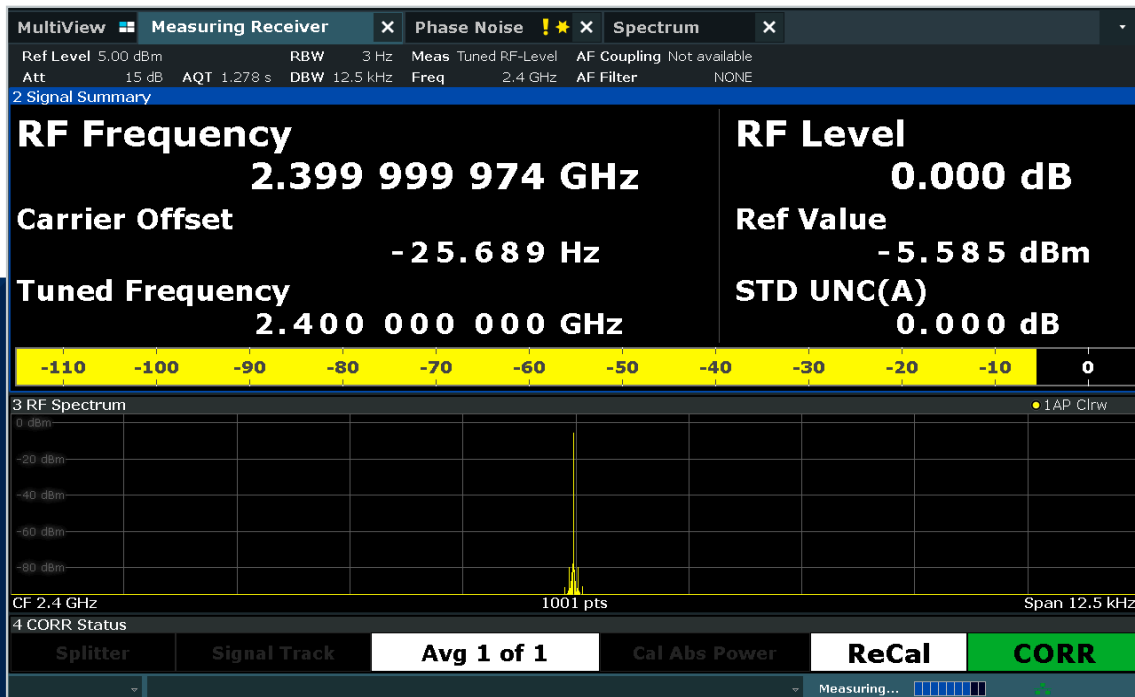 MultiView Measuring Receiver X Phase Noise ! X Spectrum X
Ref Level 5.00 dBm RBW 3 Hz Meas Tuned RF-Level AF Coupling Not available
Att 15 dB AQT 1.278 s DBW 12.5 kHz Freq 2.4 GHz AF Filter NONE
2 Signal Summary
RF Frequency RF Level
2.399 999 974 GHz 0.000 dB
Carrier Offset Ref Value
-25.689 Hz -5.585 dBm
Tuned Frequency STD UNC(A)
2.400 000 000 GHz 0.000 dB
-110 -100 -90 -80 -70 -60 -50 -40 -30 -20 -10 0
3 RF Spectrum 1AP Clrw
0 dBm
-20 dBm
-40 dBm
-60 dBm
-80 dBm
CF 2.4 GHz 1001 pts Span 12.5 kHz
4 CORR Status
Splitter Signal Track Avg 1 of 1 Cal Abs Power ReCal CORR
Measuring...